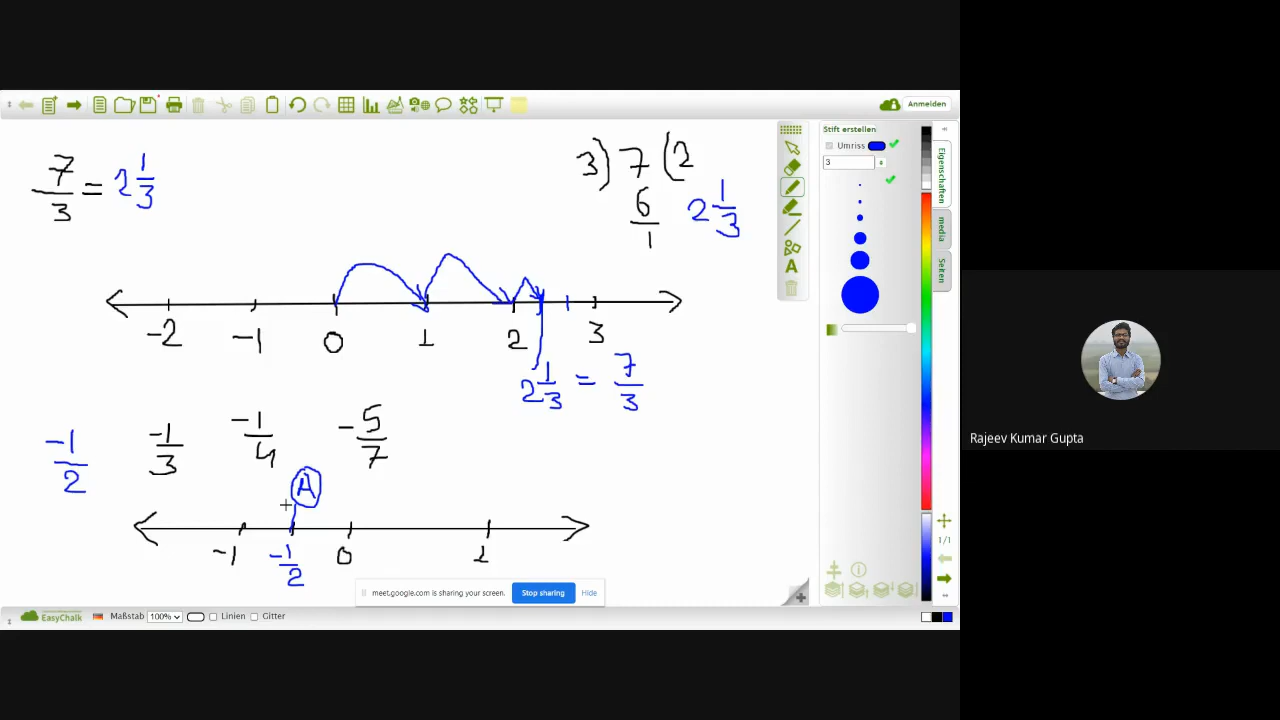 Anmelden
Stift erstellen
Umriss
3
Eigenschaften
media
Seiten
7/3 = 2 1/3
3) 7 (2
6
1
2 1/3
-2 -1 0 1 2 3
2 1/3 = 7/3
-1/2 -1/3 -1/4 -5/7
A
-1 -1/2 0 1
1/1
meet.google.com is sharing your screen. Stop sharing Hide
EasyChalk Maßstab 100% Linien Gitter
Rajeev Kumar Gupta